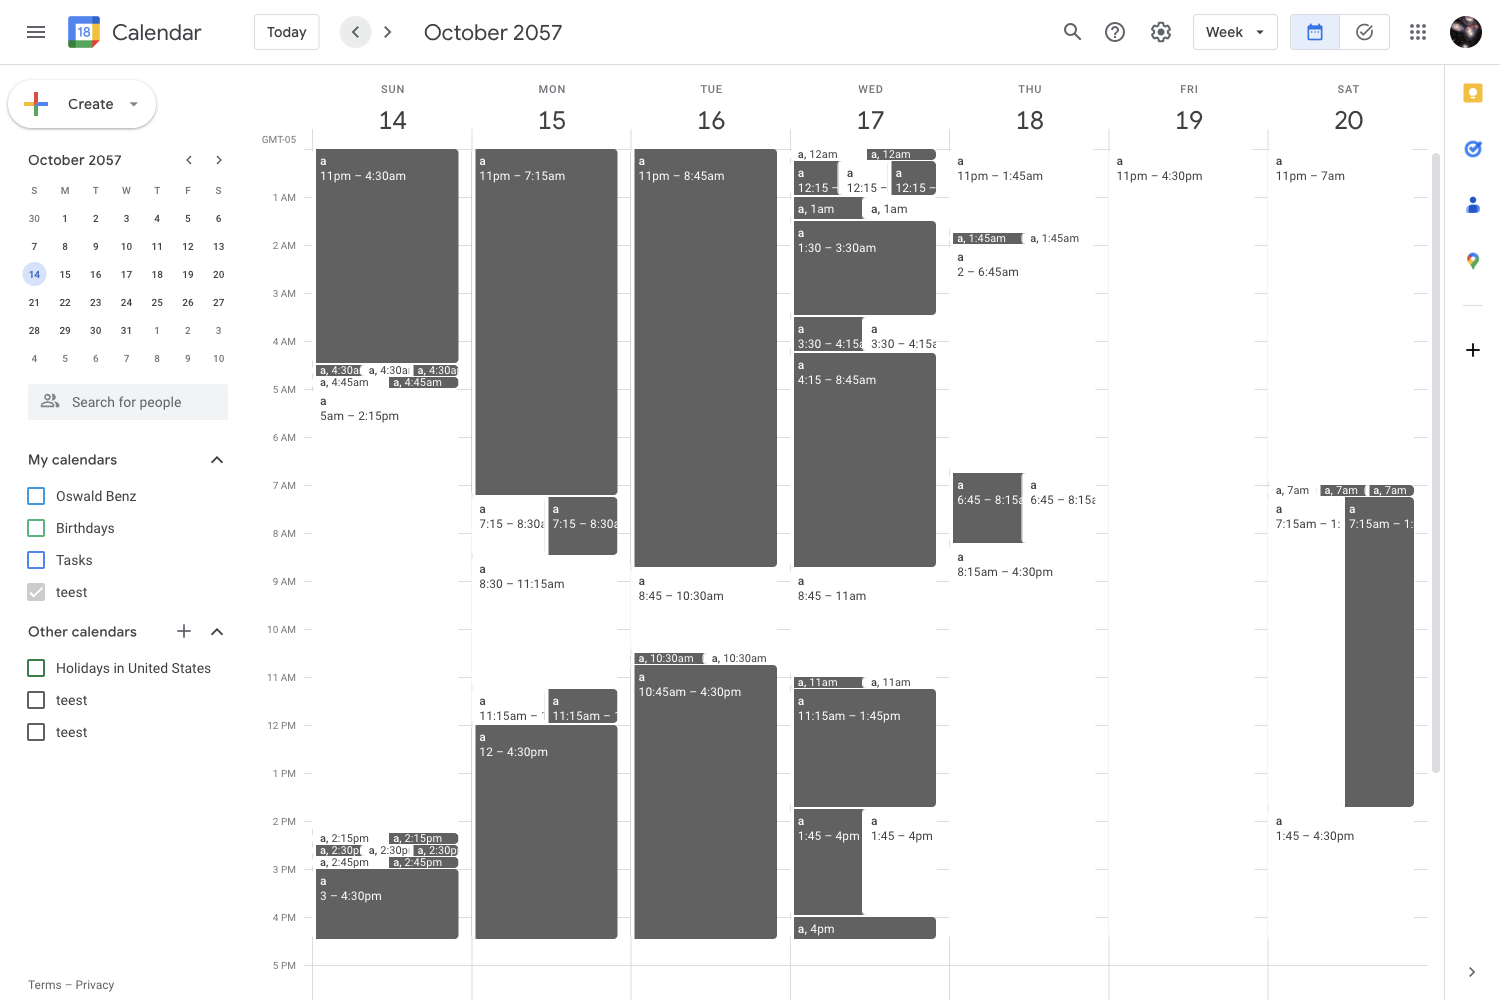 18 Calendar
Today
October 2057
Week
Create
October 2057
S M T W T F S
30 1 2 3 4 5 6
7 8 9 10 11 12 13
14 15 16 17 18 19 20
21 22 23 24 25 26 27
28 29 30 31 1 2 3
4 5 6 7 8 9 10
Search for people
My calendars
Oswald Benz
Birthdays
Tasks
teest
Other calendars
Holidays in United States
teest
teest
Terms – Privacy
GMT-05
1 AM
2 AM
3 AM
4 AM
5 AM
6 AM
7 AM
8 AM
9 AM
10 AM
11 AM
12 PM
1 PM
2 PM
3 PM
4 PM
5 PM
SUN
14
a
11pm – 4:30am
a, 4:30a a, 4:30a a, 4:30a
a, 4:45am a, 4:45am
a
5am – 2:15pm
a, 2:15pm a, 2:15pm
a, 2:30p a, 2:30p a, 2:30p
a, 2:45pm a, 2:45pm
a
3 – 4:30pm
MON
15
a
11pm – 7:15am
a a
7:15 – 8:30a 7:15 – 8:30a
a
8:30 – 11:15am
a a
11:15am – 1 11:15am – 1
a
12 – 4:30pm
TUE
16
a
11pm – 8:45am
a
8:45 – 10:30am
a, 10:30am a, 10:30am
a
10:45am – 4:30pm
WED
17
a, 12am a, 12am
a a a
12:15 – 12:15 – 12:15 –
a, 1am a, 1am
a
1:30 – 3:30am
a a
3:30 – 4:15a 3:30 – 4:15a
a
4:15 – 8:45am
a
8:45 – 11am
a, 11am a, 11am
a
11:15am – 1:45pm
a a
1:45 – 4pm 1:45 – 4pm
a, 4pm
THU
18
a
11pm – 1:45am
a, 1:45am a, 1:45am
a
2 – 6:45am
a a
6:45 – 8:15a 6:45 – 8:15a
a
8:15am – 4:30pm
FRI
19
a
11pm – 4:30pm
SAT
20
a
11pm – 7am
a, 7am a, 7am a, 7am
a a
7:15am – 1: 7:15am – 1:
a
1:45 – 4:30pm